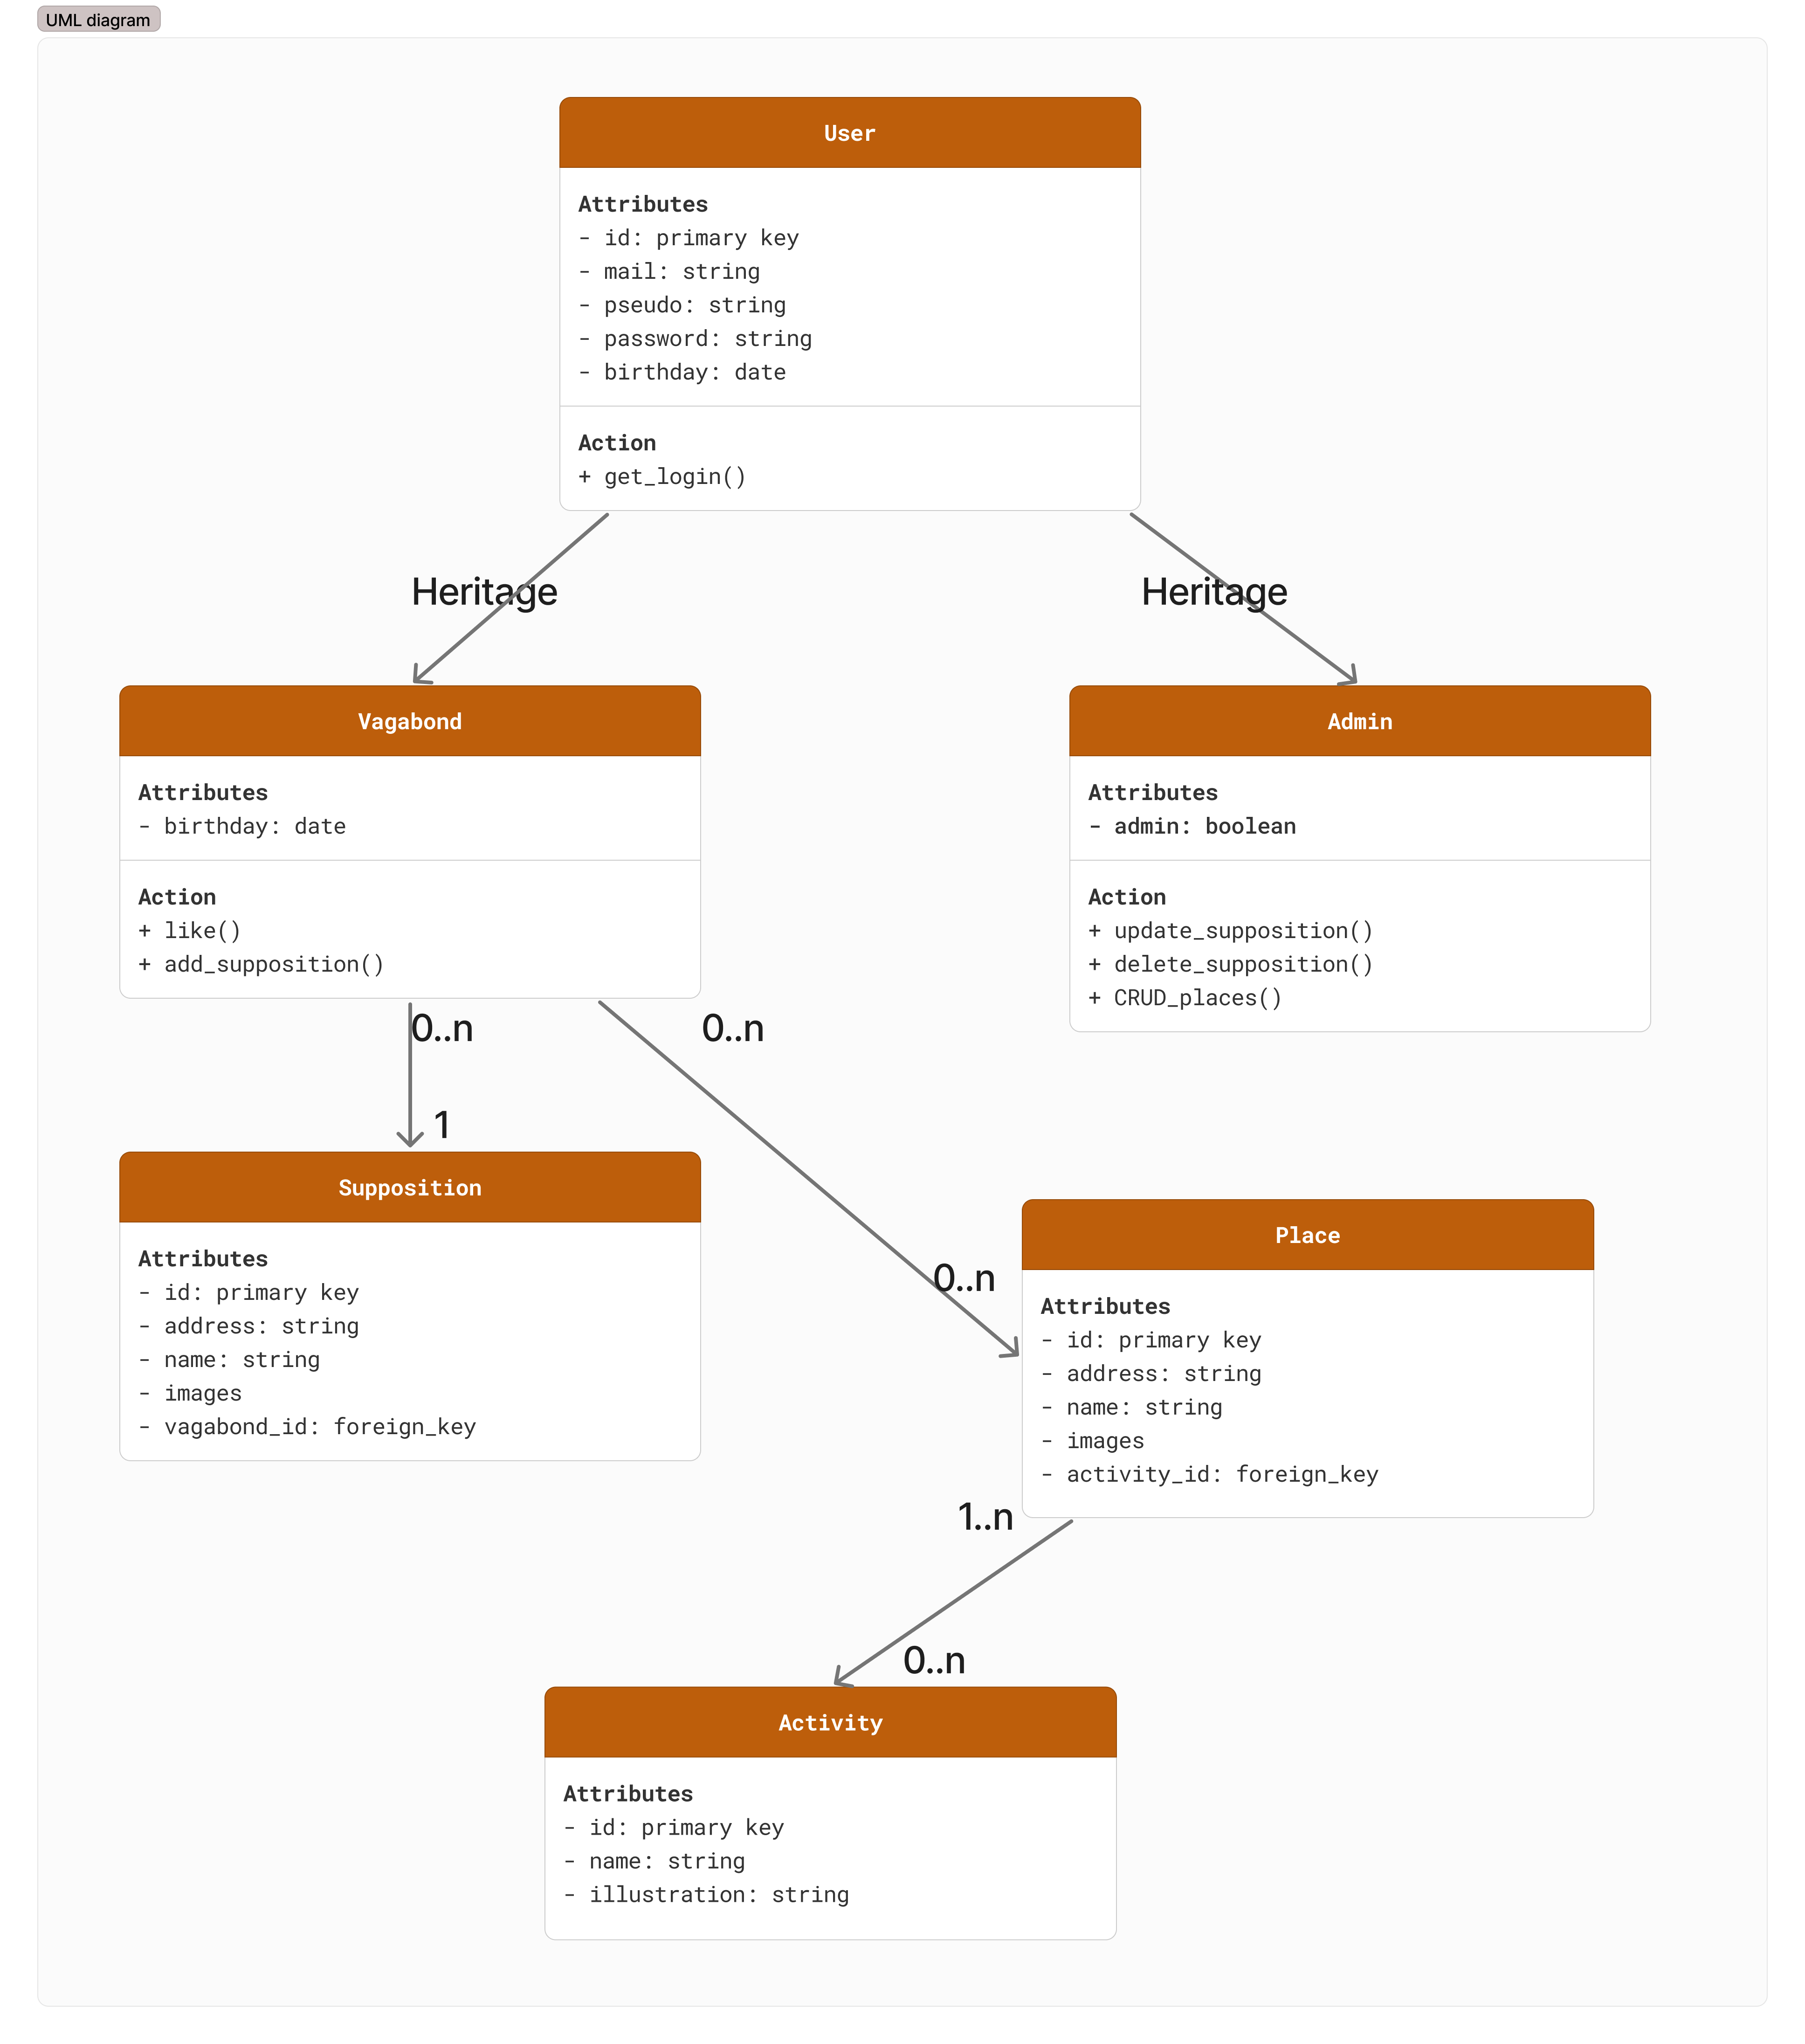 UML diagram
User
Attributes
- id: primary key
- mail: string
- pseudo: string
- password: string
- birthday: date
Action
+ get_login()
Heritage
Heritage
Vagabond
Attributes
- birthday: date
Action
+ like()
+ add_supposition()
Admin
Attributes
- admin: boolean
Action
+ update_supposition()
+ delete_supposition()
+ CRUD_places()
0..n
0..n
1
Supposition
Attributes
- id: primary key
- address: string
- name: string
- images
- vagabond_id: foreign_key
0..n
Place
Attributes
- id: primary key
- address: string
- name: string
- images
- activity_id: foreign_key
1..n
0..n
Activity
Attributes
- id: primary key
- name: string
- illustration: string